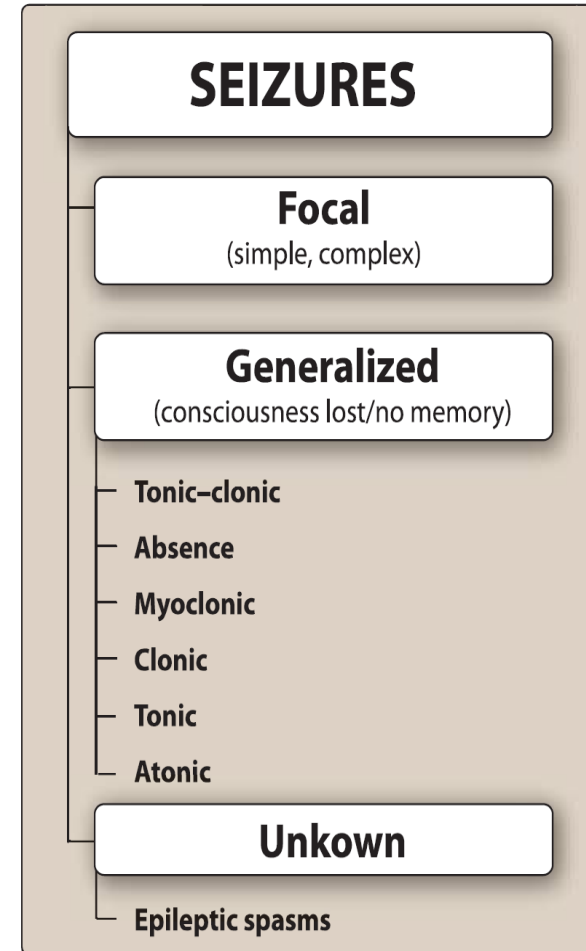 SEIZURES
Focal
(simple, complex)
Generalized
(consciousness lost/no memory)
Tonic–clonic
Absence
Myoclonic
Clonic
Tonic
Atonic
Unkown
Epileptic spasms